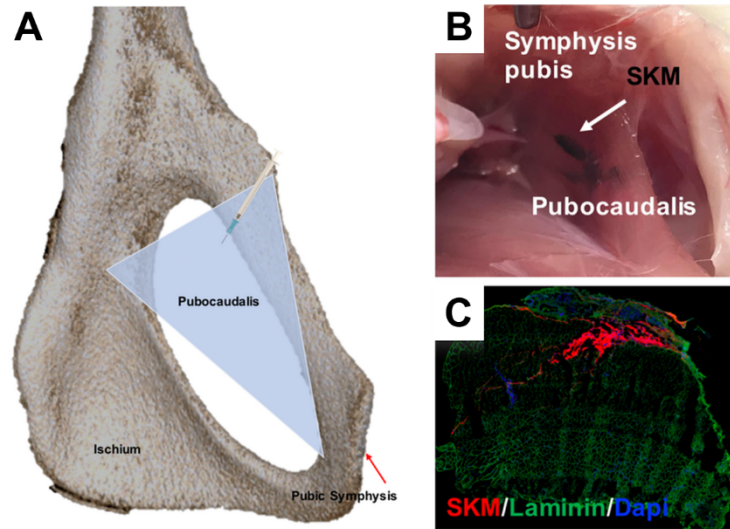 A
Pubocaudalis
Ischium
Pubic Symphysis
B
Symphysis
pubis
SKM
Pubocaudalis
C
SKM/Laminin/Dapi